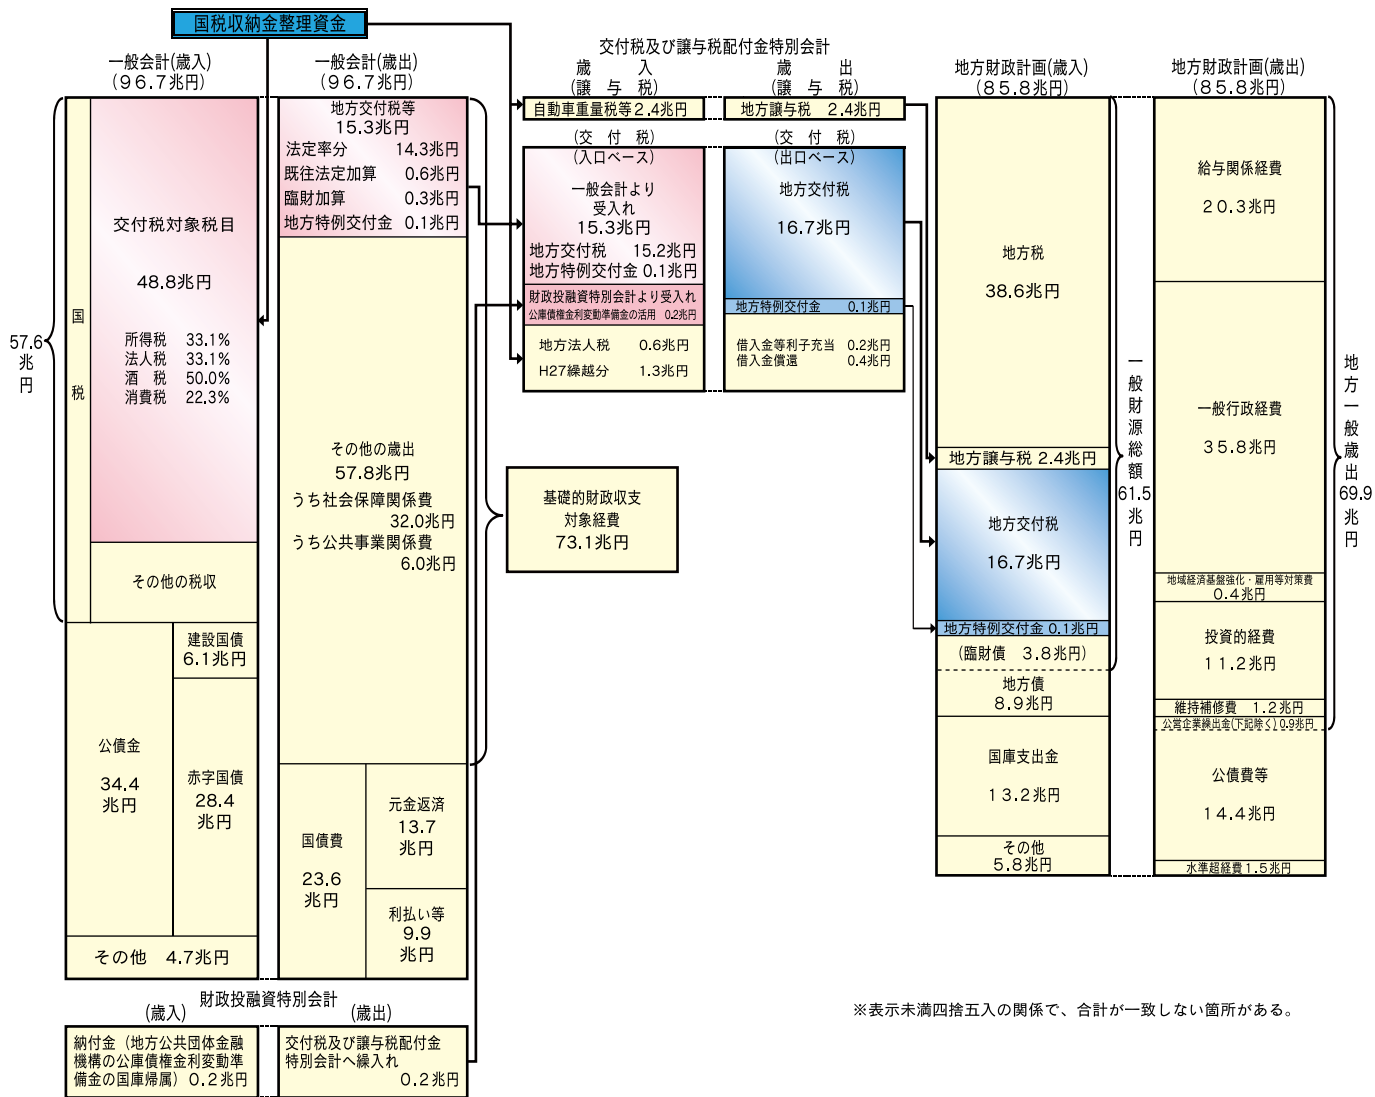 国税収納金整理資金
一般会計(歳入)
(96.7兆円)
57.6
兆
円
国
税
交付税対象税目
48.8兆円
所得税 33.1%
法人税 33.1%
酒 税 50.0%
消費税 22.3%
その他の税収
公債金
34.4
兆円
建設国債
6.1兆円
赤字国債
28.4
兆円
その他 4.7兆円
一般会計(歳出)
(96.7兆円)
地方交付税等
15.3兆円
法定率分 14.3兆円
既往法定加算 0.6兆円
臨財加算 0.3兆円
地方特例交付金 0.1兆円
その他の歳出
57.8兆円
うち社会保障関係費
32.0兆円
うち公共事業関係費
6.0兆円
国債費
23.6
兆円
元金返済
13.7
兆円
利払い等
9.9
兆円
基礎的財政収支
対象経費
73.1兆円
財政投融資特別会計
(歳入)
納付金（地方公共団体金融
機構の公庫債権金利変動準
備金の国庫帰属）0.2兆円
(歳出)
交付税及び譲与税配付金
特別会計へ繰入れ
0.2兆円
交付税及び譲与税配付金特別会計
歳 入
(譲 与 税)
自動車重量税等2.4兆円
(交 付 税)
(入口ベース)
一般会計より
受入れ
15.3兆円
地方交付税 15.2兆円
地方特例交付金 0.1兆円
財政投融資特別会計より受入れ
公庫債権金利変動準備金の活用 0.2兆円
地方法人税 0.6兆円
H27繰越分 1.3兆円
歳 出
(譲 与 税)
地方譲与税 2.4兆円
(交 付 税)
(出口ベース)
地方交付税
16.7兆円
地方特例交付金 0.1兆円
借入金等利子充当 0.2兆円
借入金償還 0.4兆円
地方財政計画(歳入)
(85.8兆円)
地方税
38.6兆円
地方譲与税 2.4兆円
地方交付税
16.7兆円
地方特例交付金 0.1兆円
(臨財債 3.8兆円)
地方債
8.9兆円
国庫支出金
13.2兆円
その他
5.8兆円
一
般
財
源
総
額
61.5
兆
円
地方財政計画(歳出)
(85.8兆円)
給与関係経費
20.3兆円
一般行政経費
35.8兆円
地域経済基盤強化・雇用等対策費
0.4兆円
投資的経費
11.2兆円
維持補修費 1.2兆円
公営企業繰出金(下記除く)0.9兆円
公債費等
14.4兆円
水準超経費1.5兆円
地
方
一
般
歳
出
69.9
兆
円
※表示未満四捨五入の関係で、合計が一致しない箇所がある。